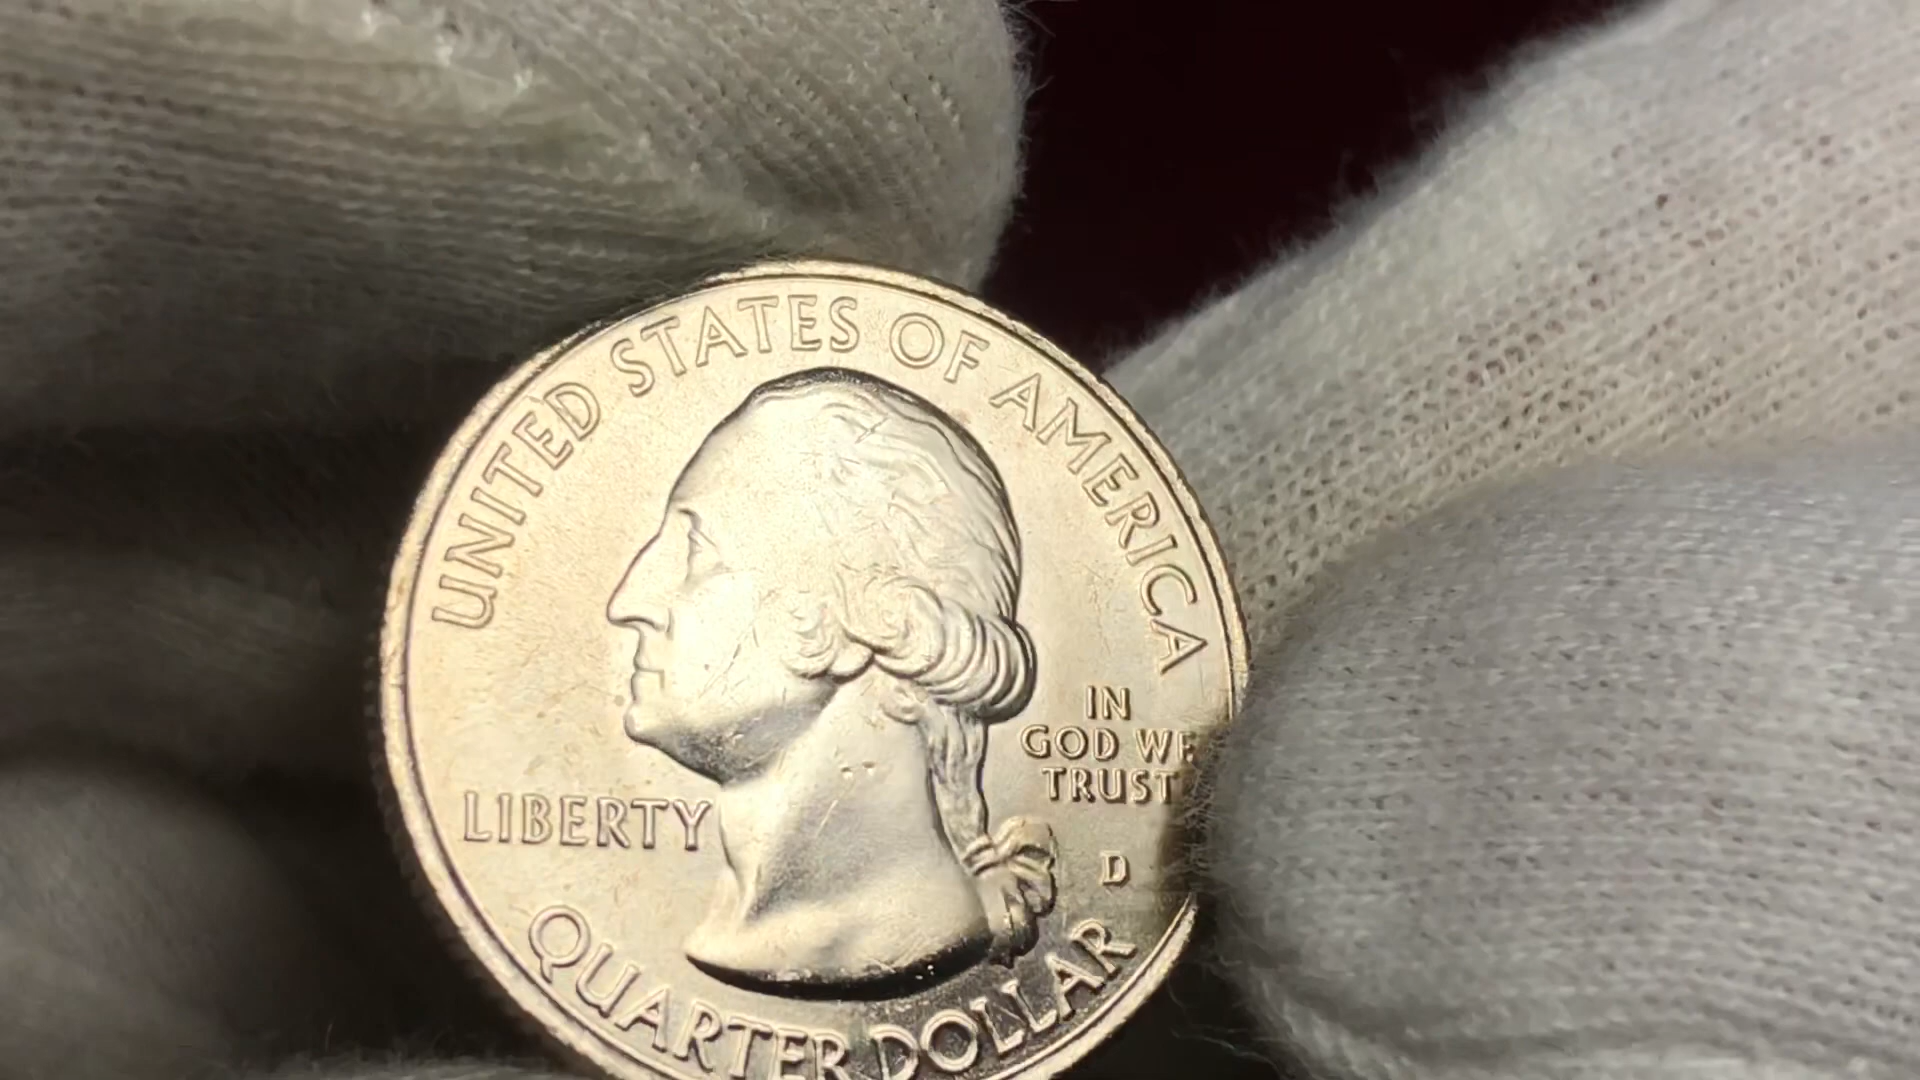 UNITED STATES OF AMERICA
LIBERTY
IN
GOD WE
TRUST
D
QUARTER DOLLAR